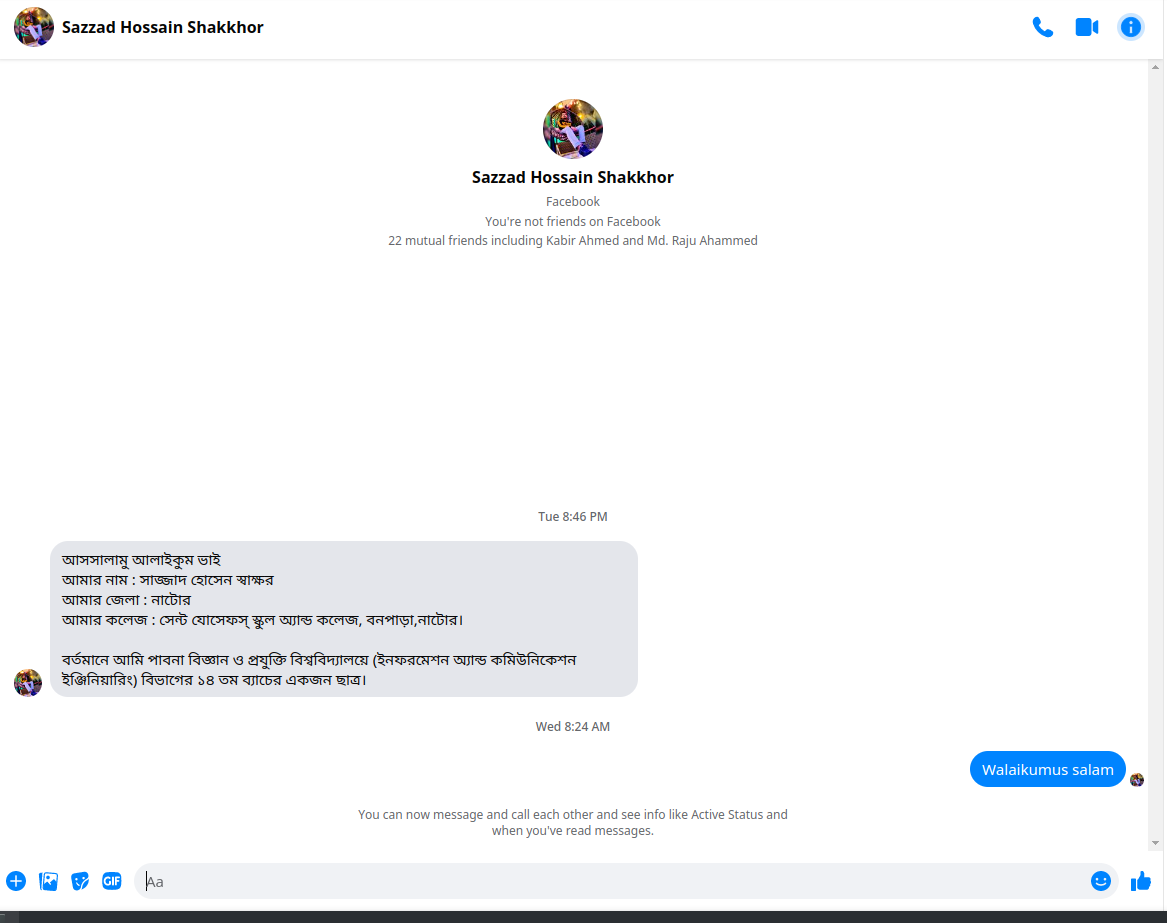 Sazzad Hossain Shakkhor
Sazzad Hossain Shakkhor
Facebook
You're not friends on Facebook
22 mutual friends including Kabir Ahmed and Md. Raju Ahammed
Tue 8:46 PM
আসসালামু আলাইকুম ভাই
আমার নাম : সাজ্জাদ হোসেন স্বাক্ষর
আমার জেলা : নাটোর
আমার কলেজ : সেন্ট যোসেফস্ স্কুল অ্যান্ড কলেজ, বনপাড়া,নাটোর।
বর্তমানে আমি পাবনা বিজ্ঞান ও প্রযুক্তি বিশ্ববিদ্যালয়ে (ইনফরমেশন অ্যান্ড কমিউনিকেশন
ইঞ্জিনিয়ারিং) বিভাগের ১৪ তম ব্যাচের একজন ছাত্র।
Wed 8:24 AM
Walaikumus salam
You can now message and call each other and see info like Active Status and
when you've read messages.
GIF
Aa